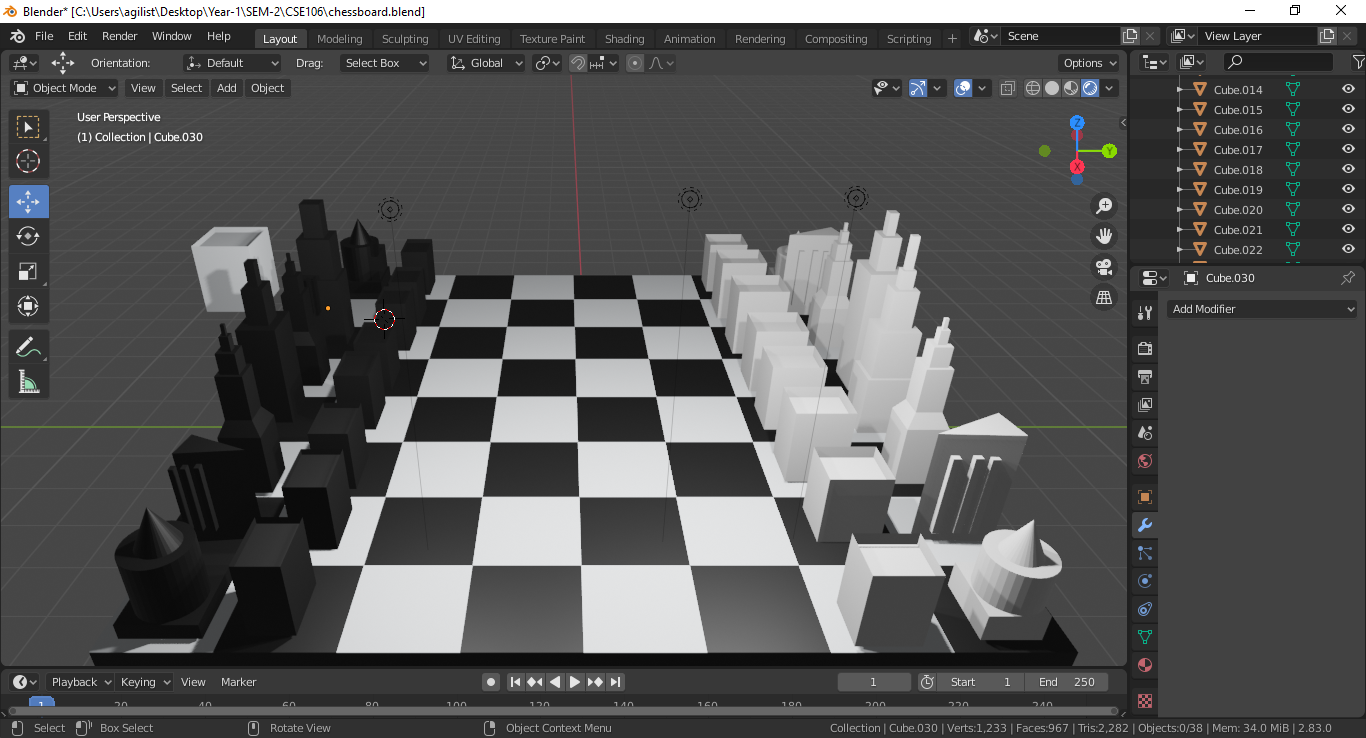 Blender* [C:\Users\agilist\Desktop\Year-1\SEM-2\CSE106\chessboard.blend]
File Edit Render Window Help Layout Modeling Sculpting UV Editing Texture Paint Shading Animation Rendering Compositing Scripting + Scene View Layer
Orientation: Default Drag: Select Box Global Options
Object Mode View Select Add Object
User Perspective
(1) Collection | Cube.030
Z
Y
X
Cube.014
Cube.015
Cube.016
Cube.017
Cube.018
Cube.019
Cube.020
Cube.021
Cube.022
Cube.030
Add Modifier
Playback Keying View Marker 1 Start 1 End 250
1 20 40 60 80 100 120 140 160 180 200 220 240
Select Box Select Rotate View Object Context Menu Collection | Cube.030 | Verts:1,233 | Faces:967 | Tris:2,282 | Objects:0/38 | Mem: 34.0 MiB | 2.83.0